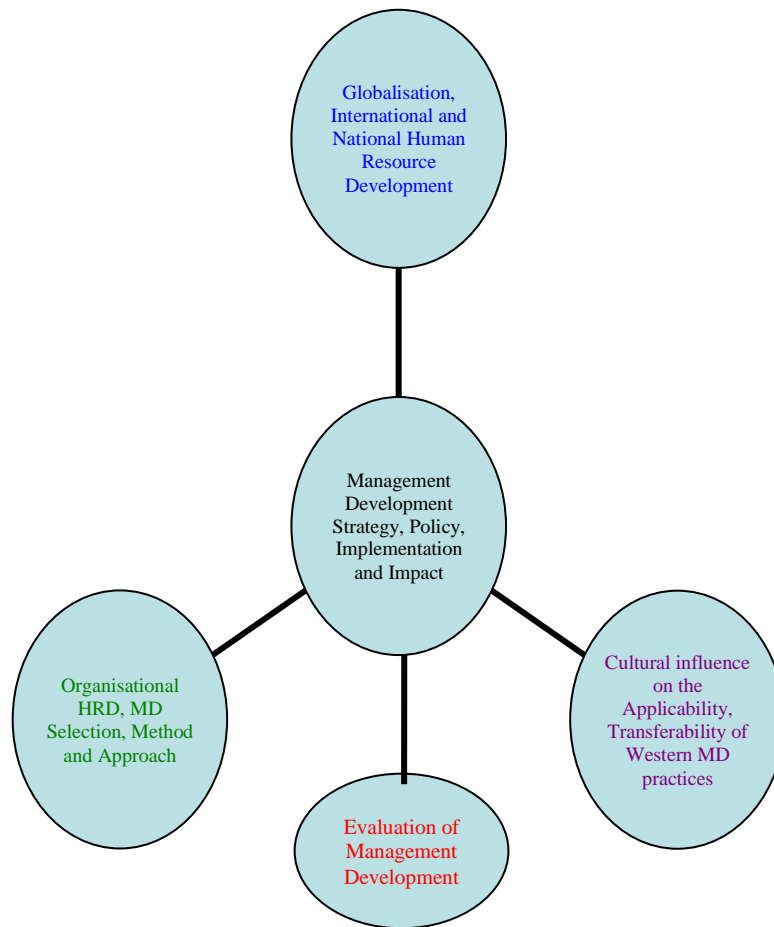 Globalisation,
International and
National Human
Resource
Development
Management
Development
Strategy, Policy,
Implementation
and Impact
Organisational
HRD, MD
Selection, Method
and Approach
Cultural influence
on the
Applicability,
Transferability of
Western MD
practices
Evaluation of
Management
Development